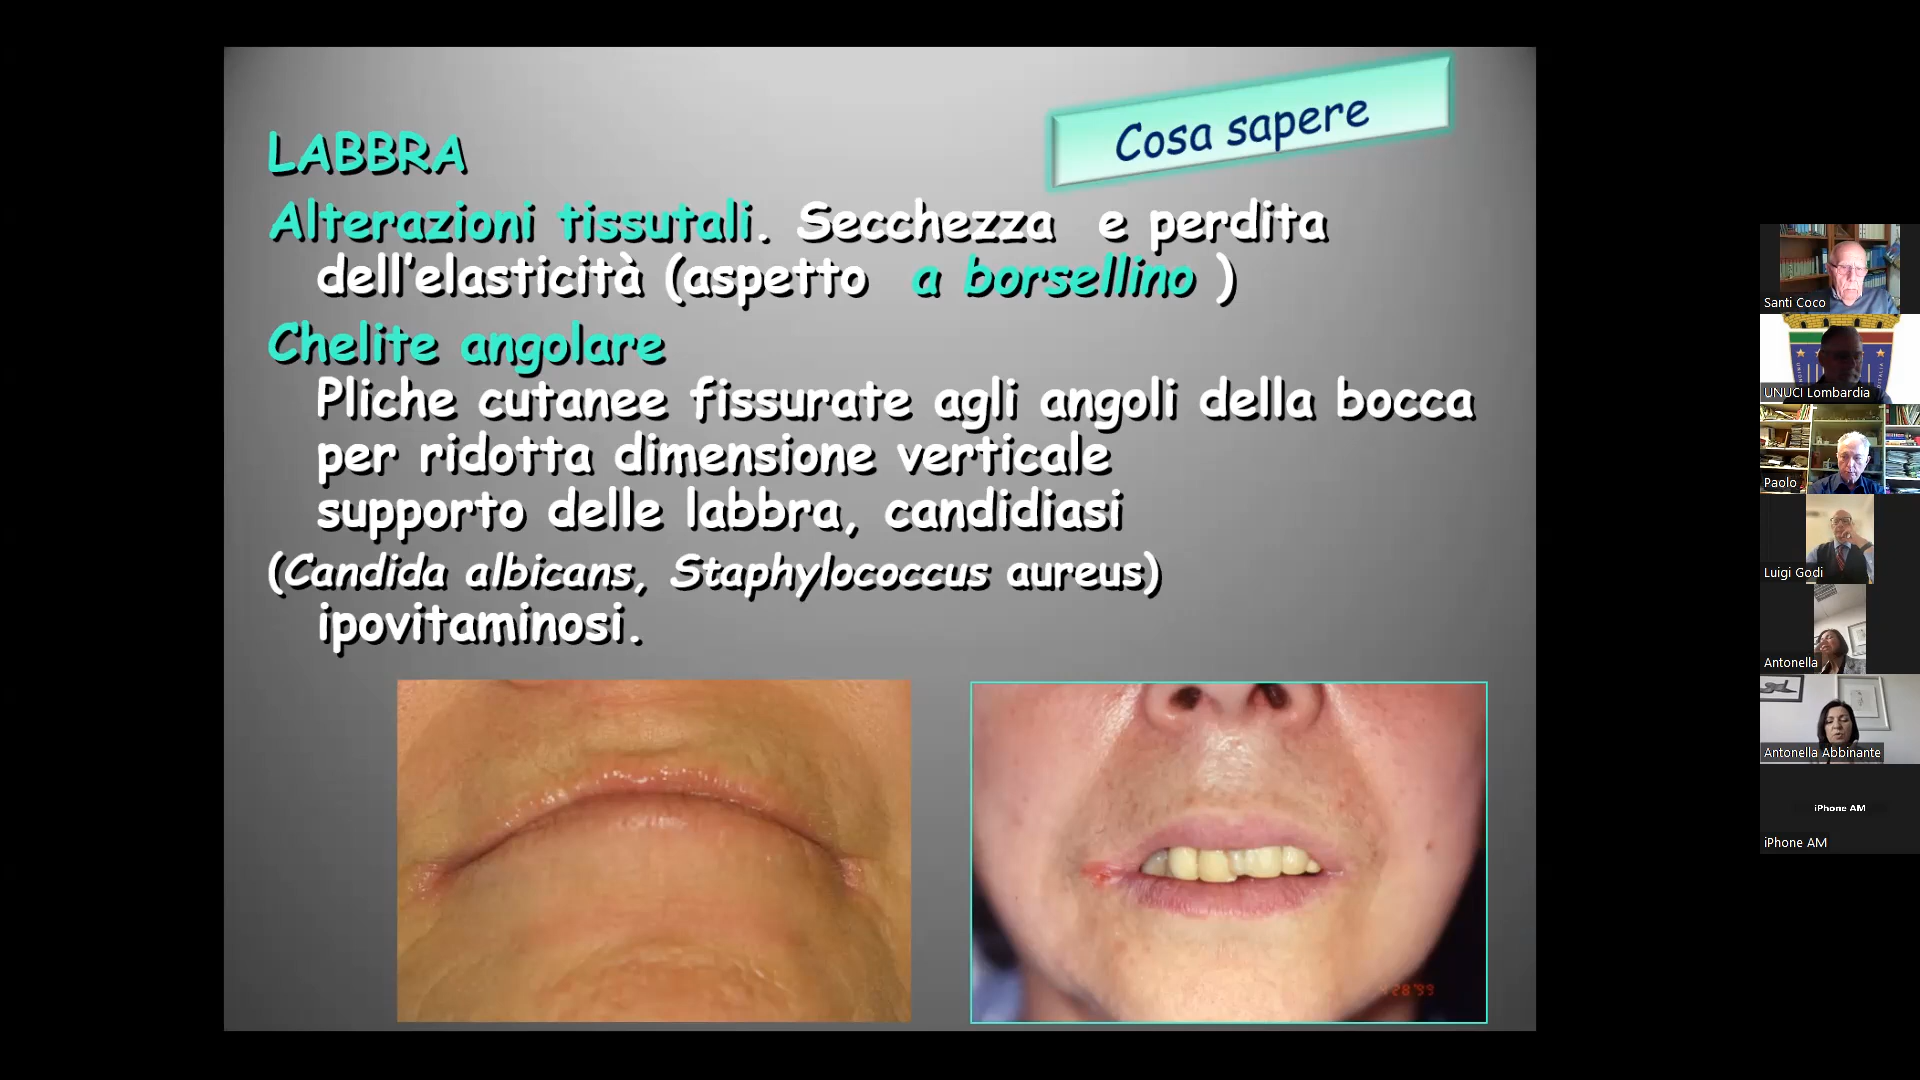 Cosa sapere
LABBRA
Alterazioni tissutali. Secchezza e perdita
dell'elasticità (aspetto a borsellino )
Chelite angolare
Pliche cutanee fissurate agli angoli della bocca
per ridotta dimensione verticale
supporto delle labbra, candidiasi
(Candida albicans, Staphylococcus aureus)
ipovitaminosi.
Santi Coco
UNUCI Lombardia
Paolo
Luigi Godi
Antonella
Antonella Abbinante
iPhone AM
iPhone AM